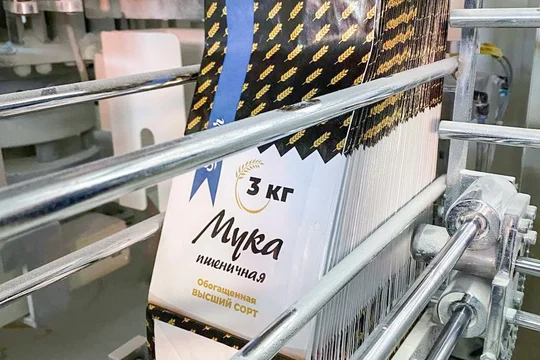 3 кг
Мука
пшеничная
Обогащенная
ВЫСШИЙ СОРТ